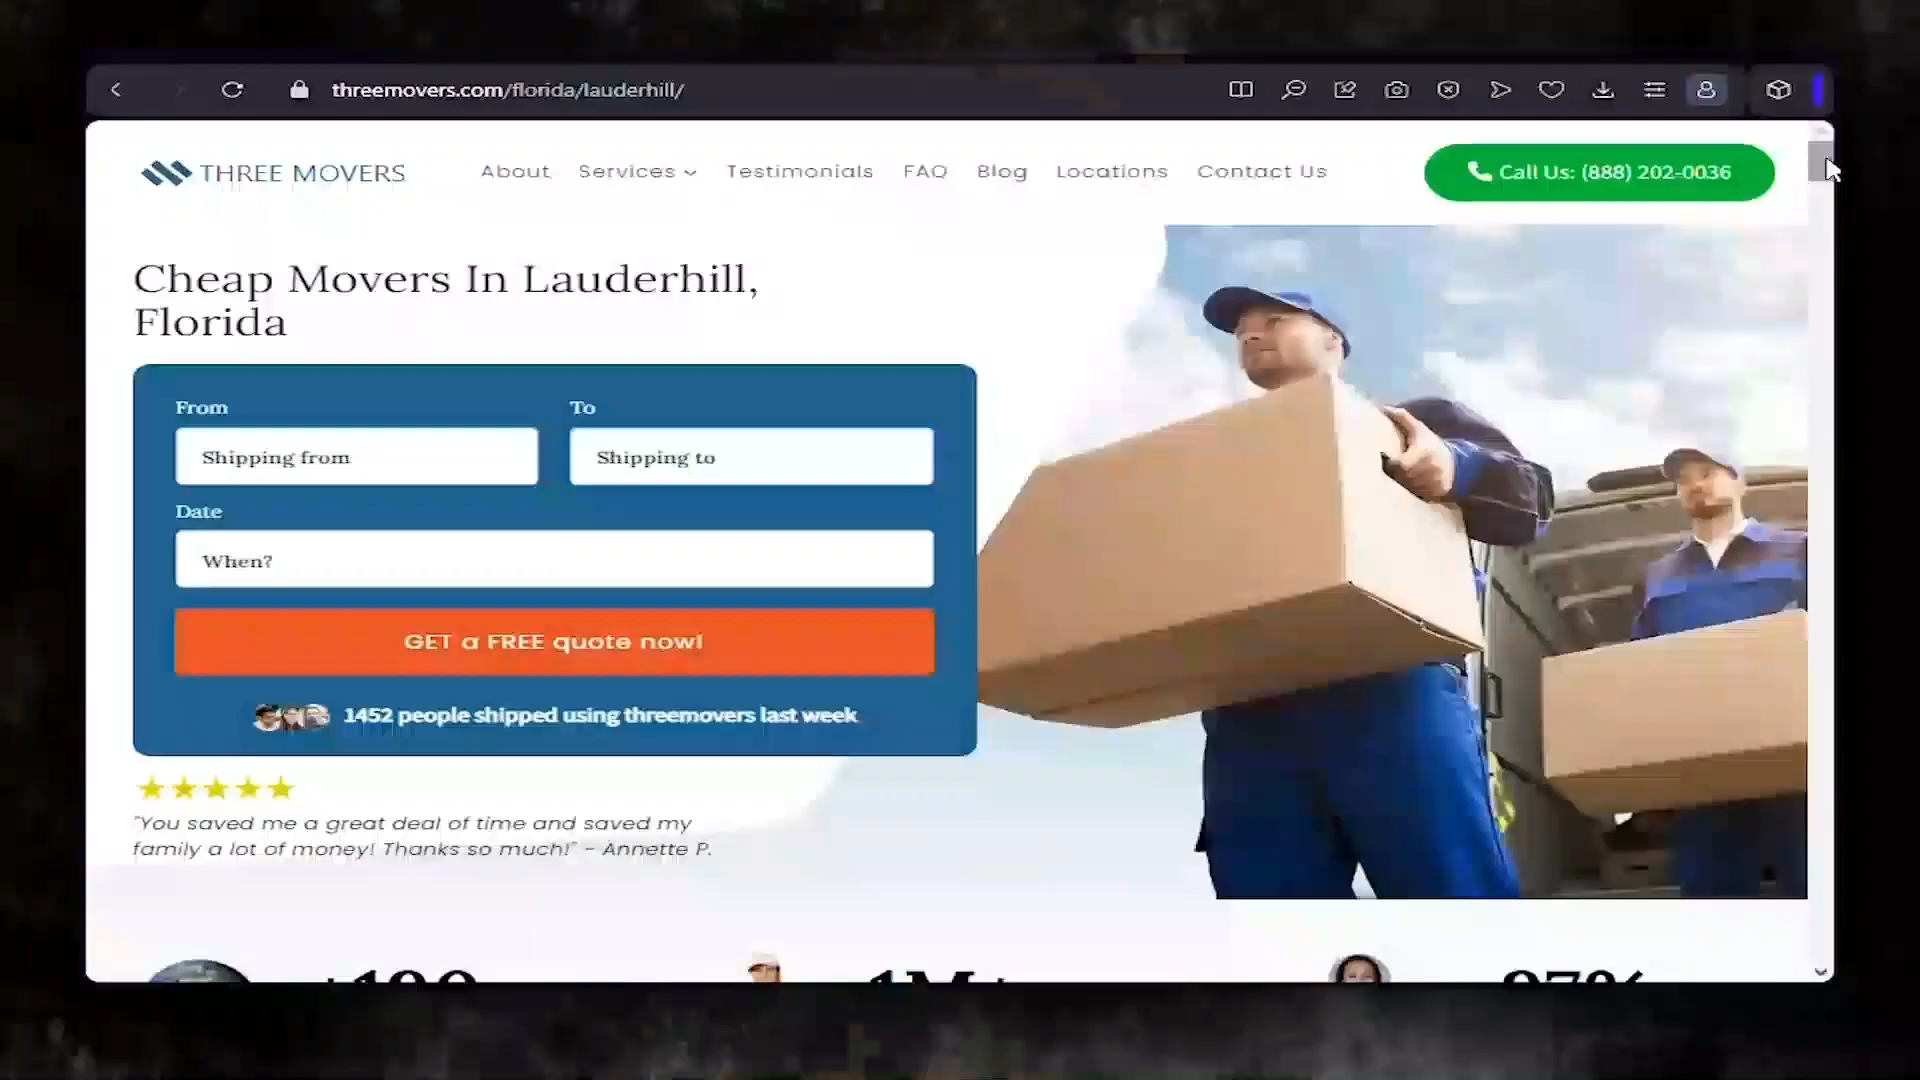 threemovers.com/florida/lauderhill/
THREE MOVERS
About Services Testimonials FAQ Blog Locations Contact Us
Call Us: (888) 202-0036
Cheap Movers In Lauderhill,
Florida
From To
Shipping from Shipping to
Date
When?
GET a FREE quote now!
1452 people shipped using threemovers last week
"You saved me a great deal of time and saved my
family a lot of money! Thanks so much!" - Annette P.